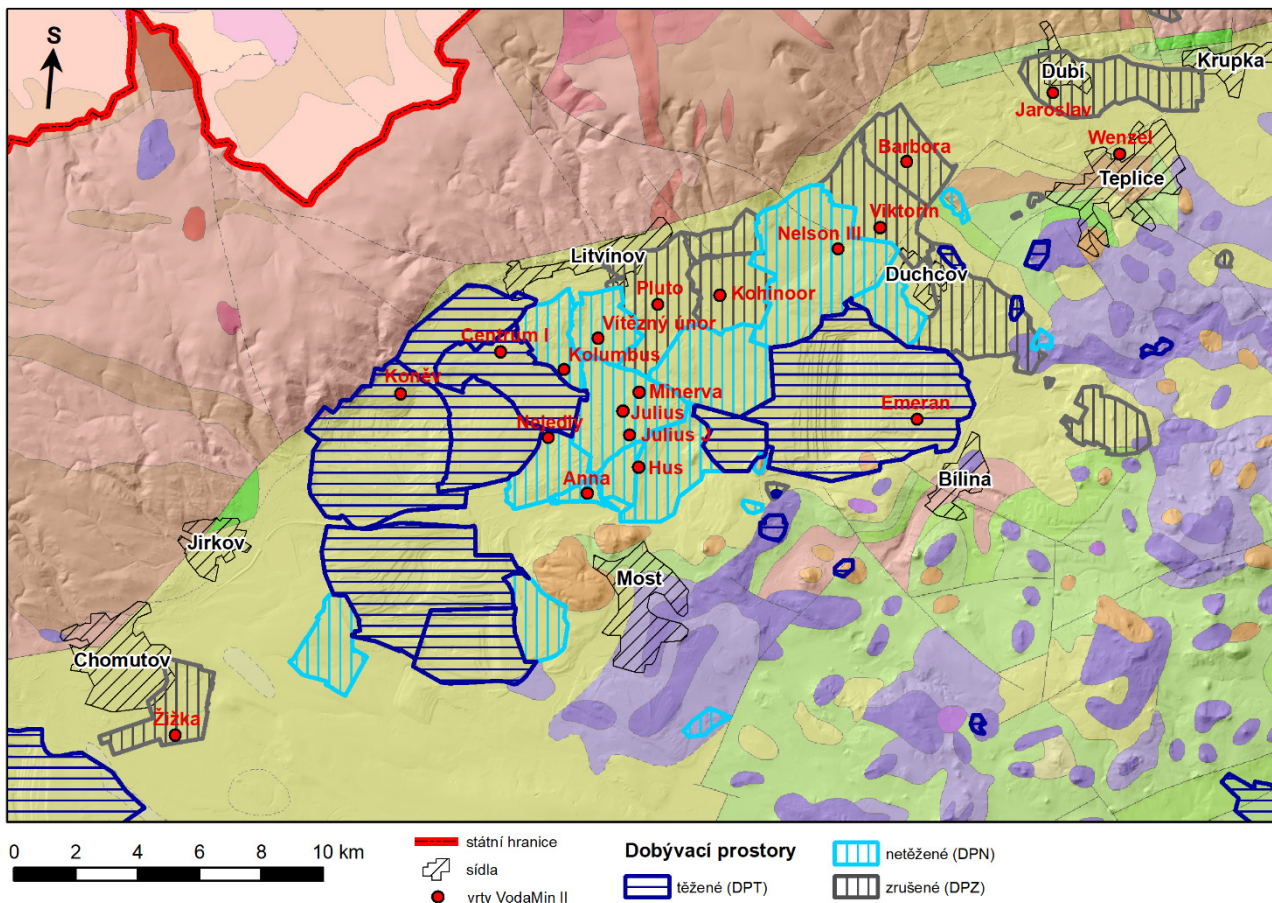 S
Dubí
Krupka
Jaroslav
Wenzel
Barbora
Teplice
Viktorin
Nelson III
Litvínov
Duchcov
Pluto
Kohinoor
Vítězný únor
Centrum I
Kolumbus
Koněv
Minerva
Julius
Emeran
Nejedlý
Julius J
Hus
Anna
Bílina
Jirkov
Most
Chomutov
Žižka
0 2 4 6 8 10 km
státní hranice
sídla
vrty VodaMin II
Dobývací prostory
těžené (DPT)
netěžené (DPN)
zrušené (DPZ)